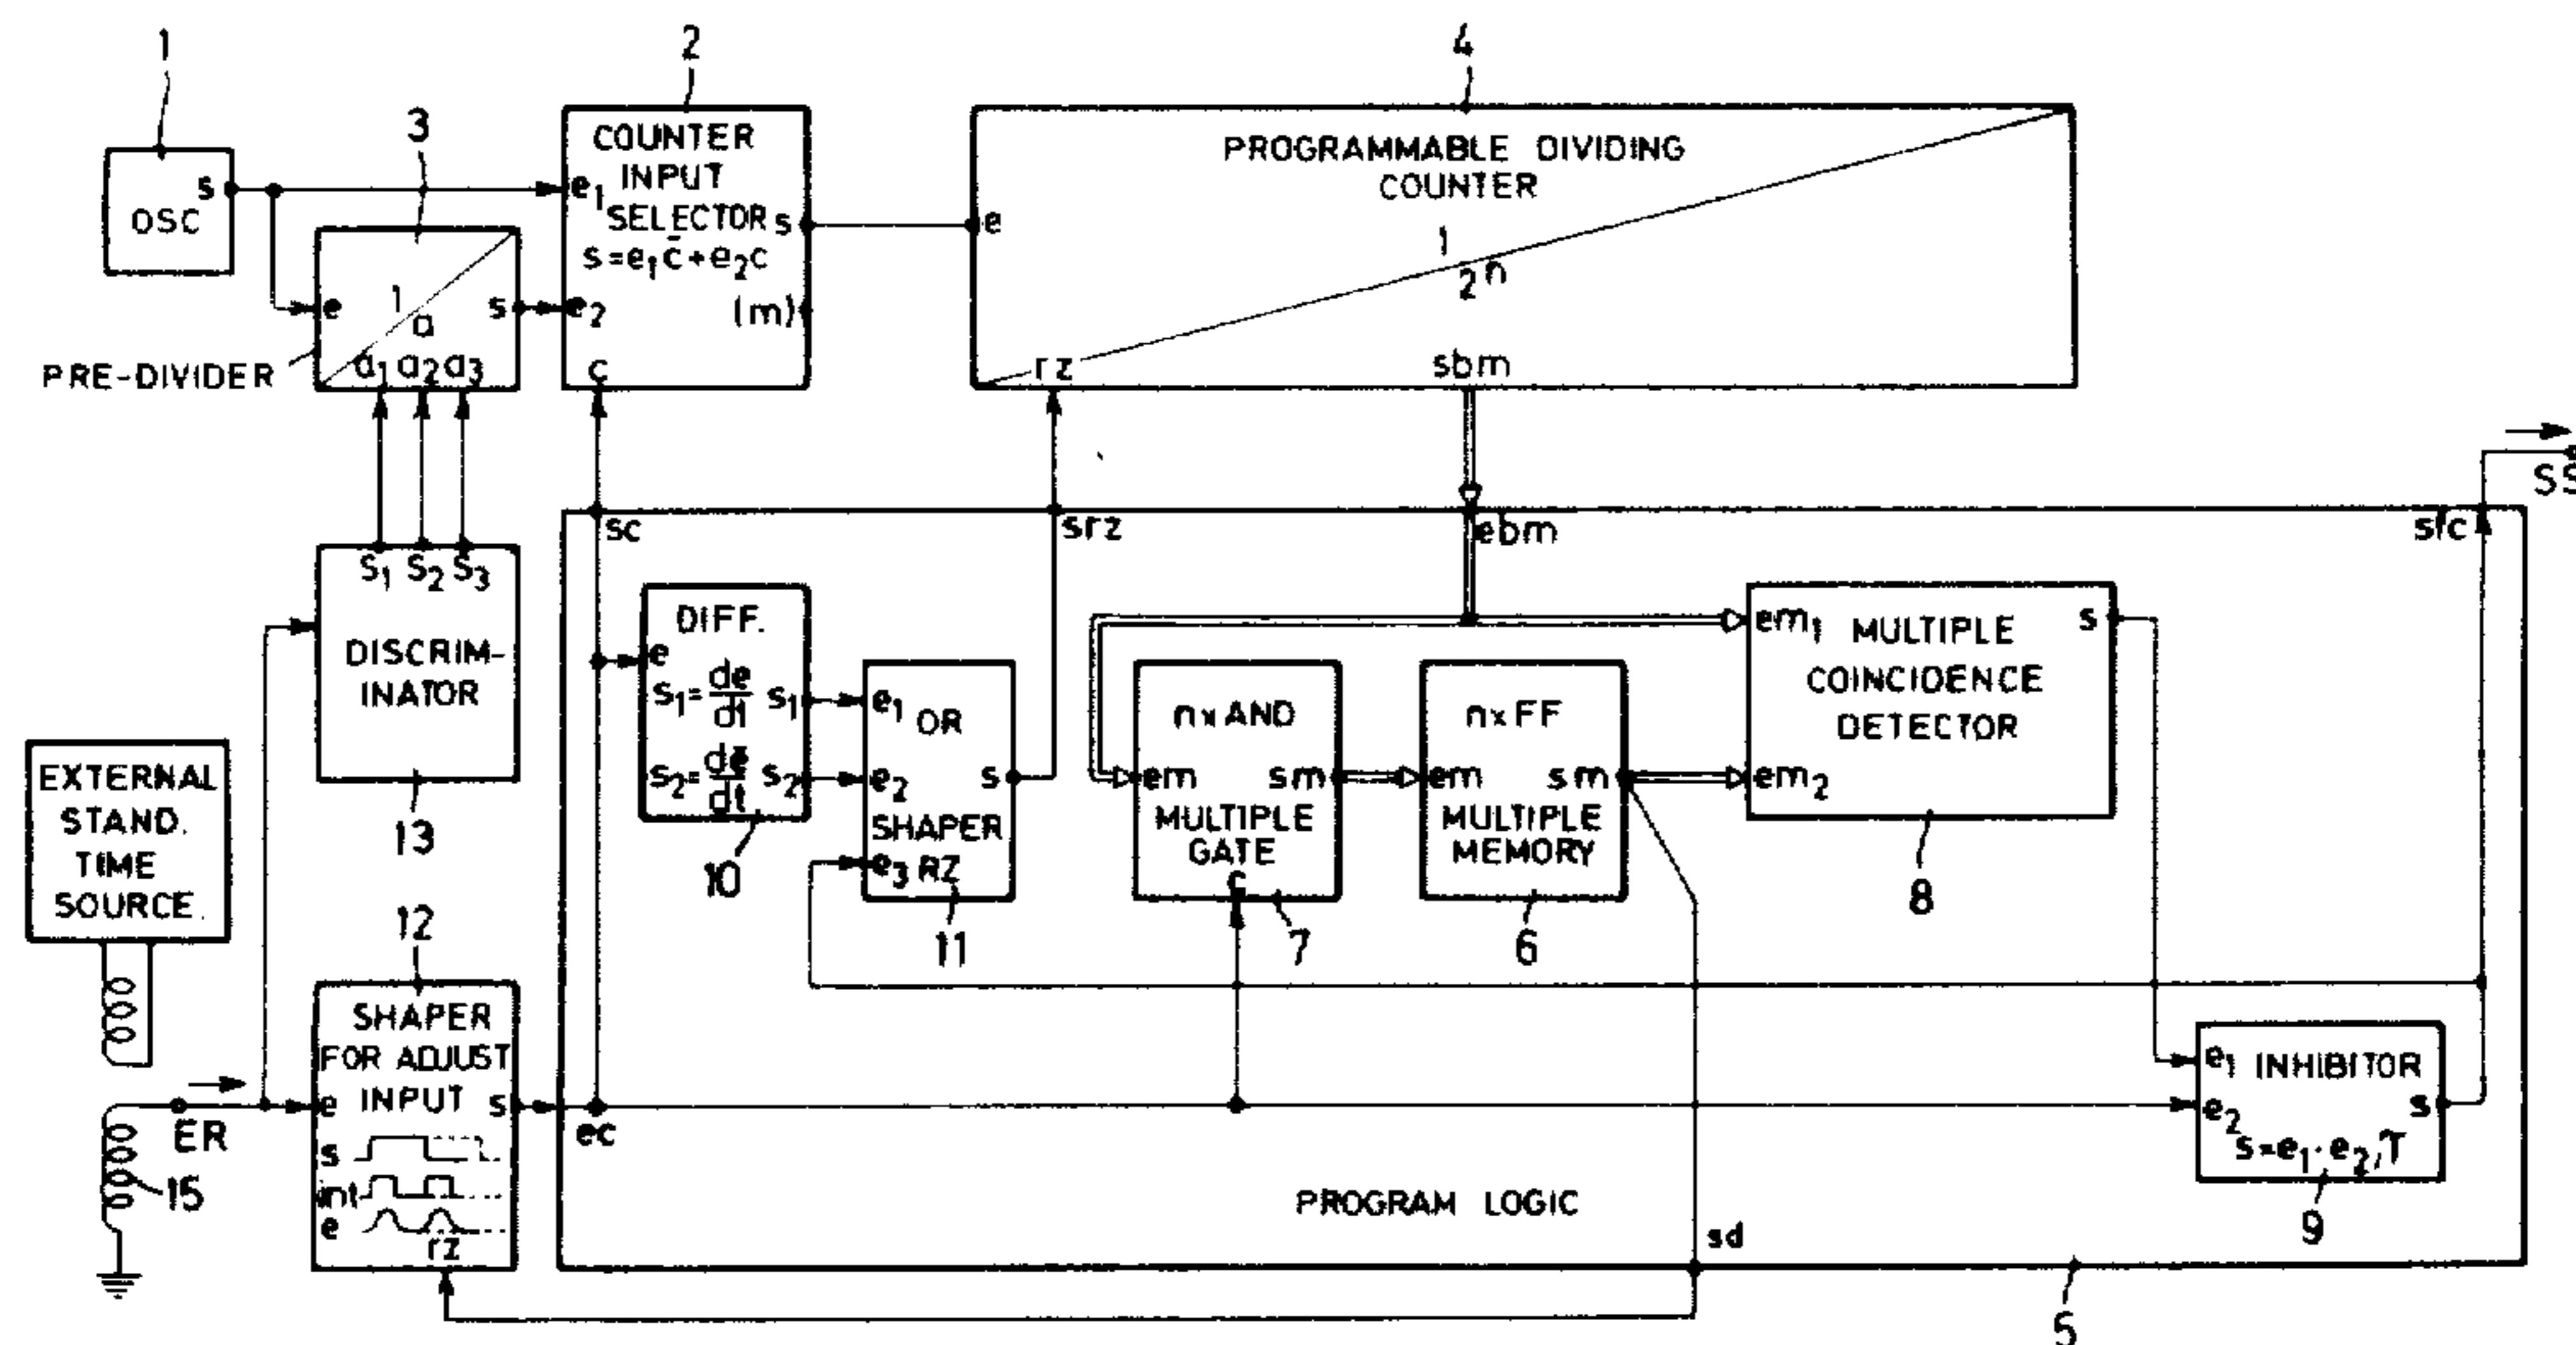 1
OSC
s
3
e
1/a
s
a₁ a₂ a₃
PRE-DIVIDER
2
COUNTER
INPUT
SELECTOR
s=e₁c̄+e₂c
e₁
e₂
s
(m)
c
4
PROGRAMMABLE DIVIDING
COUNTER
1/2ⁿ
e
rz
sbm
SS
S₁ S₂ S₃
DISCRIM-
INATOR
13
EXTERNAL
STAND.
TIME
SOURCE
ER
15
12
SHAPER
FOR ADJUST
INPUT
e
s
s
int
e
rz
sc
srz
ebm
sfc
DIFF.
e
s₁=de/dt
s₁
s₂=dē/dt
s₂
10
e₁ OR
e₂
s
SHAPER
e₃ RZ
11
n×AND
em
sm
MULTIPLE
GATE
c
7
n×FF
em
sm
MULTIPLE
MEMORY
6
em₁ MULTIPLE
s
COINCIDENCE
DETECTOR
em₂
8
e₁ INHIBITOR
e₂
s
s=e₁·e₂/T
9
ec
PROGRAM LOGIC
sd
5